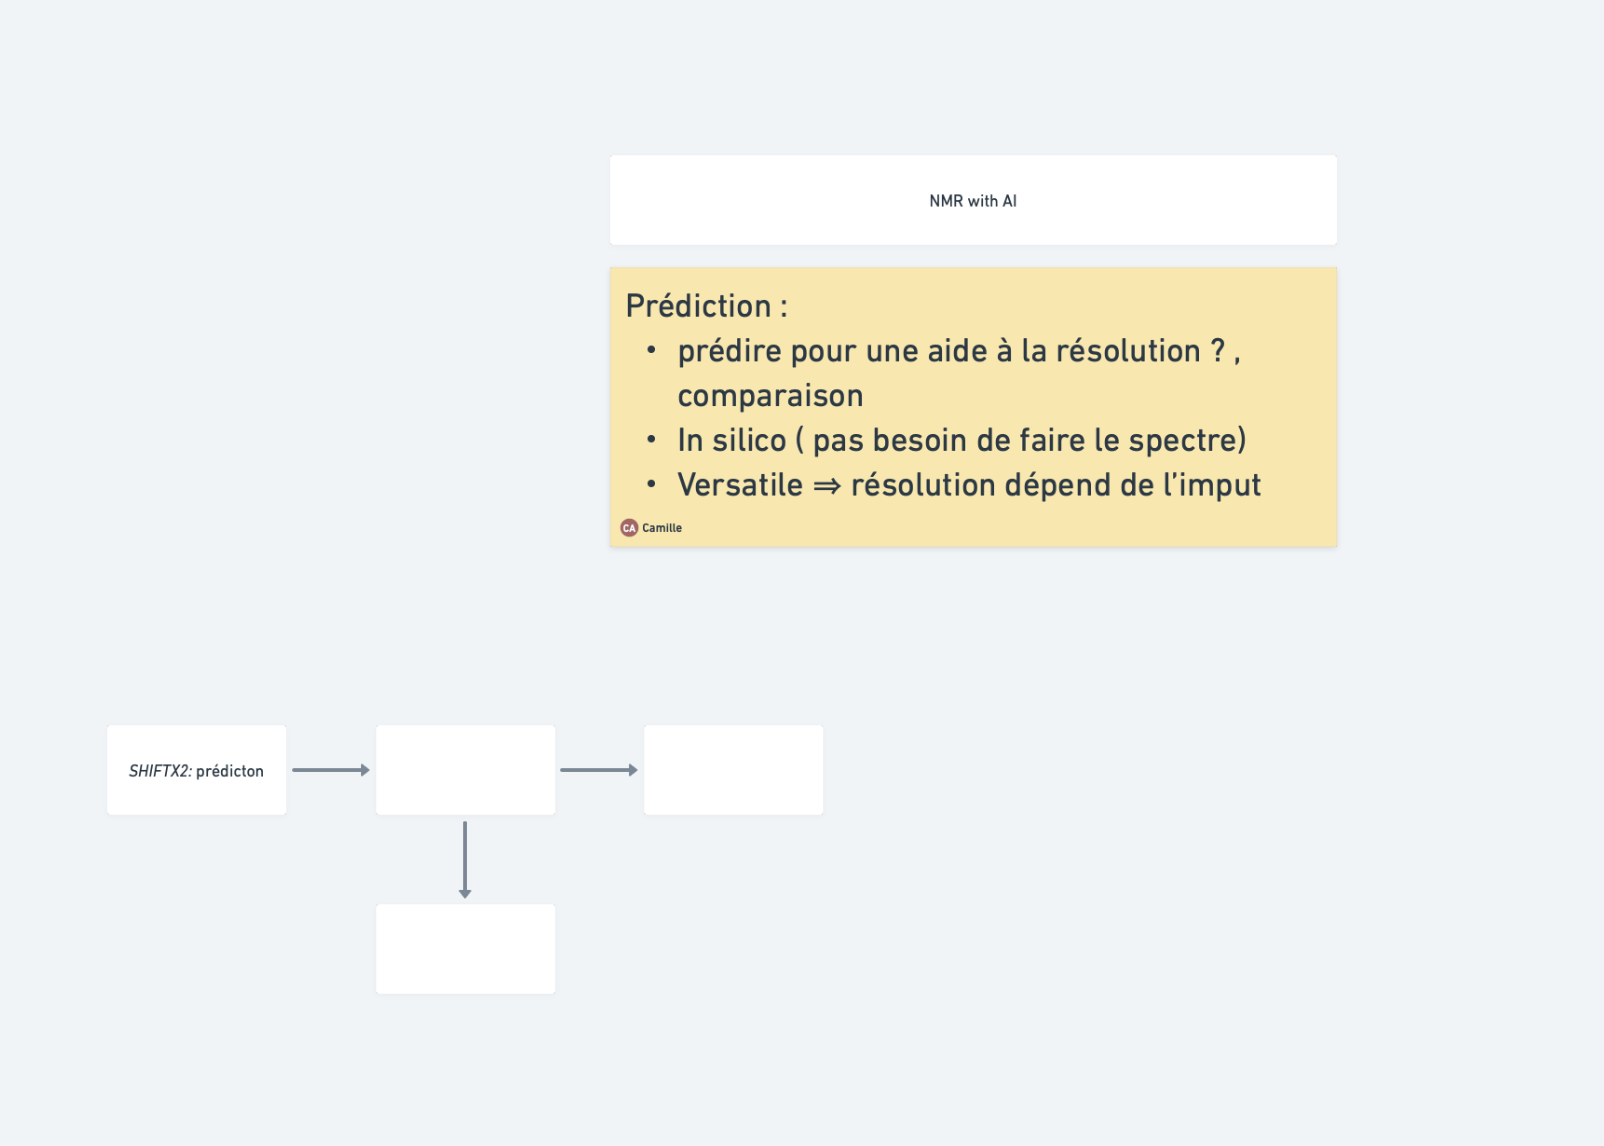 NMR with AI
Prédiction :
• prédire pour une aide à la résolution ? ,
comparaison
• In silico ( pas besoin de faire le spectre)
• Versatile ⇒ résolution dépend de l’imput
CA Camille
SHIFTX2: prédicton